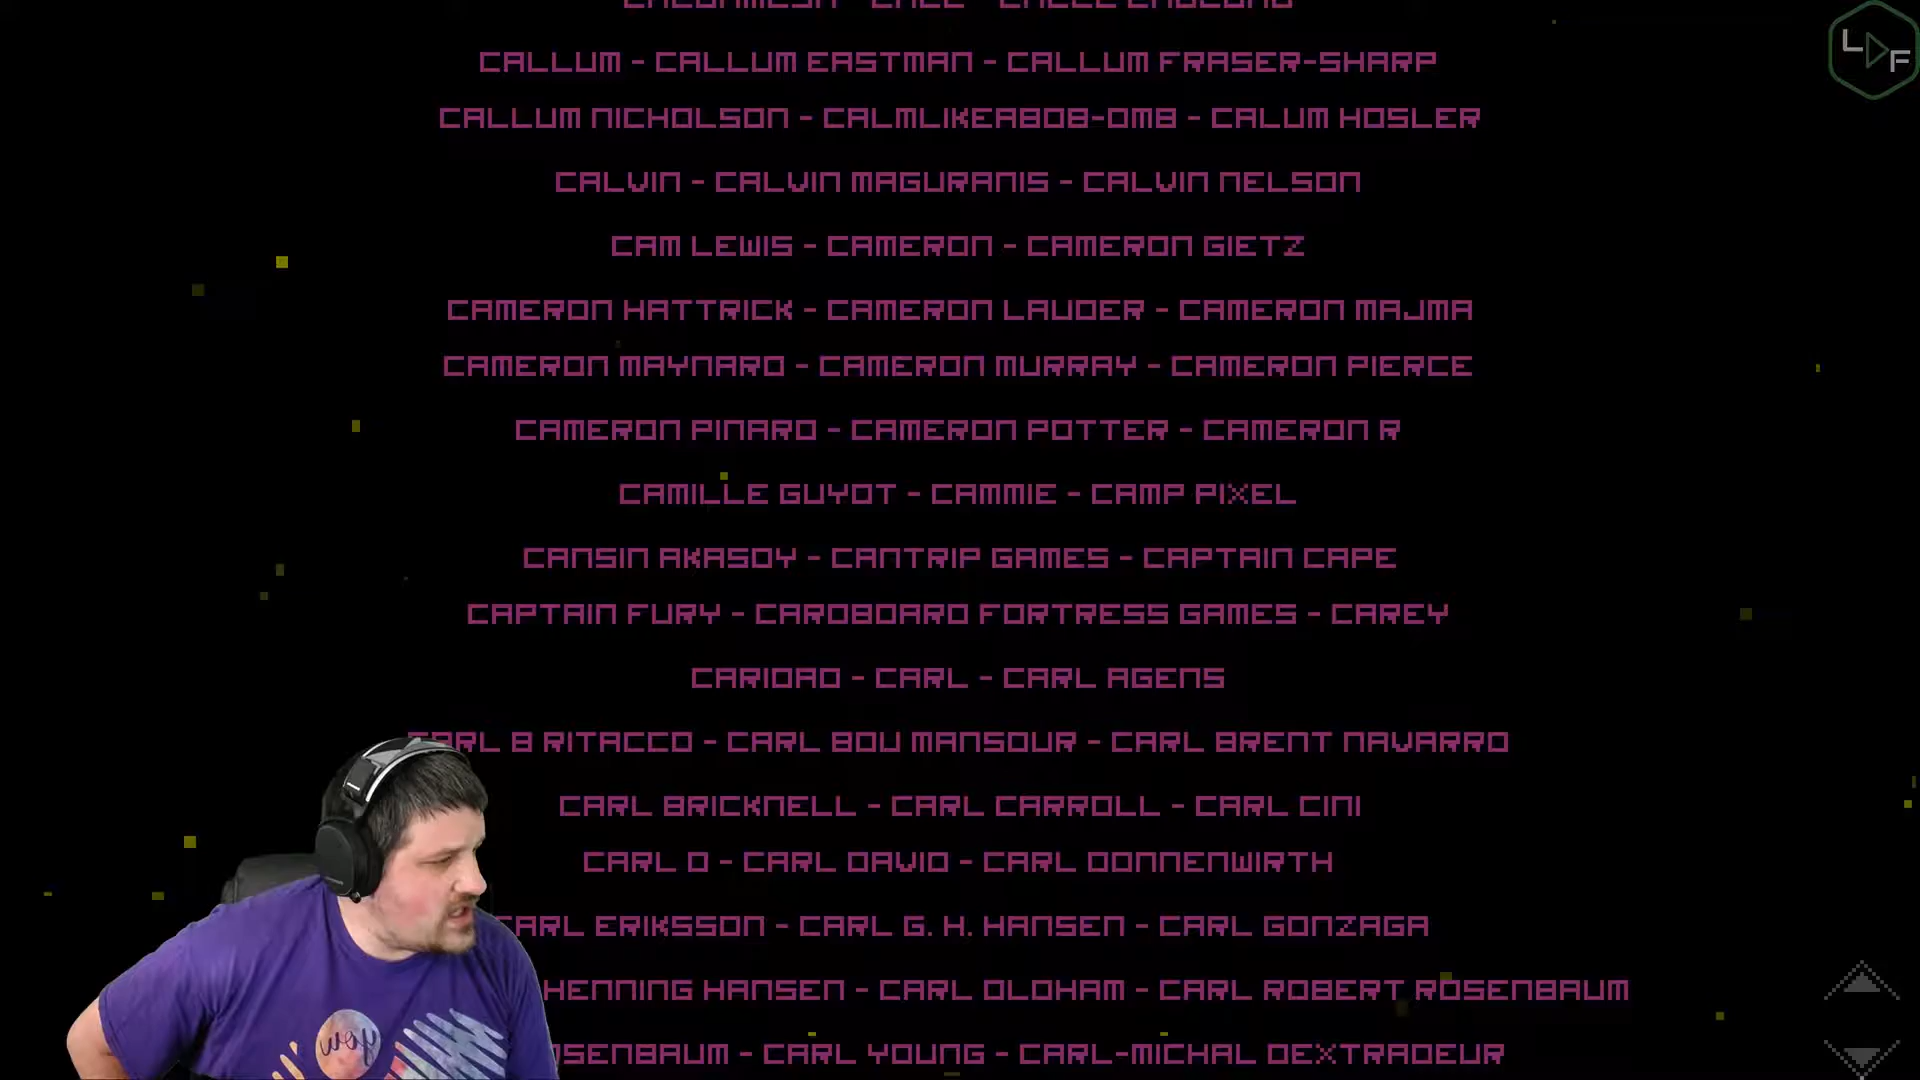 CALLUM - CALLUM EASTMAN - CALLUM FRASER-SHARP
CALLUM NICHOLSON - CALMLIKEABOB-OMB - CALUM HOSLER
CALVIN - CALVIN MAGURANIS - CALVIN NELSON
CAM LEWIS - CAMERON - CAMERON GIETZ
CAMERON HATTRICK - CAMERON LAUDER - CAMERON MAJMA
CAMERON MAYNARD - CAMERON MURRAY - CAMERON PIERCE
CAMERON PINARD - CAMERON POTTER - CAMERON R
CAMILLE GUYOT - CAMMIE - CAMP PIXEL
CANSIN AKASOY - CANTRIP GAMES - CAPTAIN CAPE
CAPTAIN FURY - CARDBOARD FORTRESS GAMES - CAREY
CARIDAD - CARL - CARL AGENS
CARL B RITACCO - CARL BOU MANSOUR - CARL BRENT NAVARRO
CARL BRICKNELL - CARL CARROLL - CARL CINI
CARL D - CARL DAVID - CARL DONNENWIRTH
CARL ERIKSSON - CARL G. H. HANSEN - CARL GONZAGA
HENNING HANSEN - CARL OLDHAM - CARL ROBERT ROSENBAUM
- CARL YOUNG - CARL-MICHAL DEXTRADEUR
L F
you